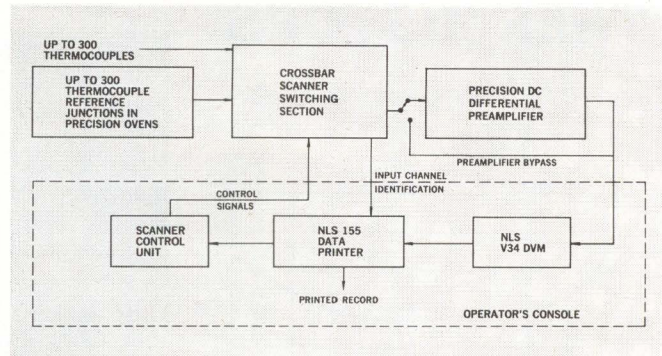 UP TO 300
THERMOCOUPLES
UP TO 300
THERMOCOUPLE
REFERENCE
JUNCTIONS IN
PRECISION OVENS
CROSSBAR
SCANNER
SWITCHING
SECTION
PRECISION DC
DIFFERENTIAL
PREAMPLIFIER
PREAMPLIFIER BYPASS
INPUT CHANNEL
IDENTIFICATION
CONTROL
SIGNALS
SCANNER
CONTROL
UNIT
NLS 155
DATA
PRINTER
NLS
V34 DVM
PRINTED RECORD
OPERATOR'S CONSOLE